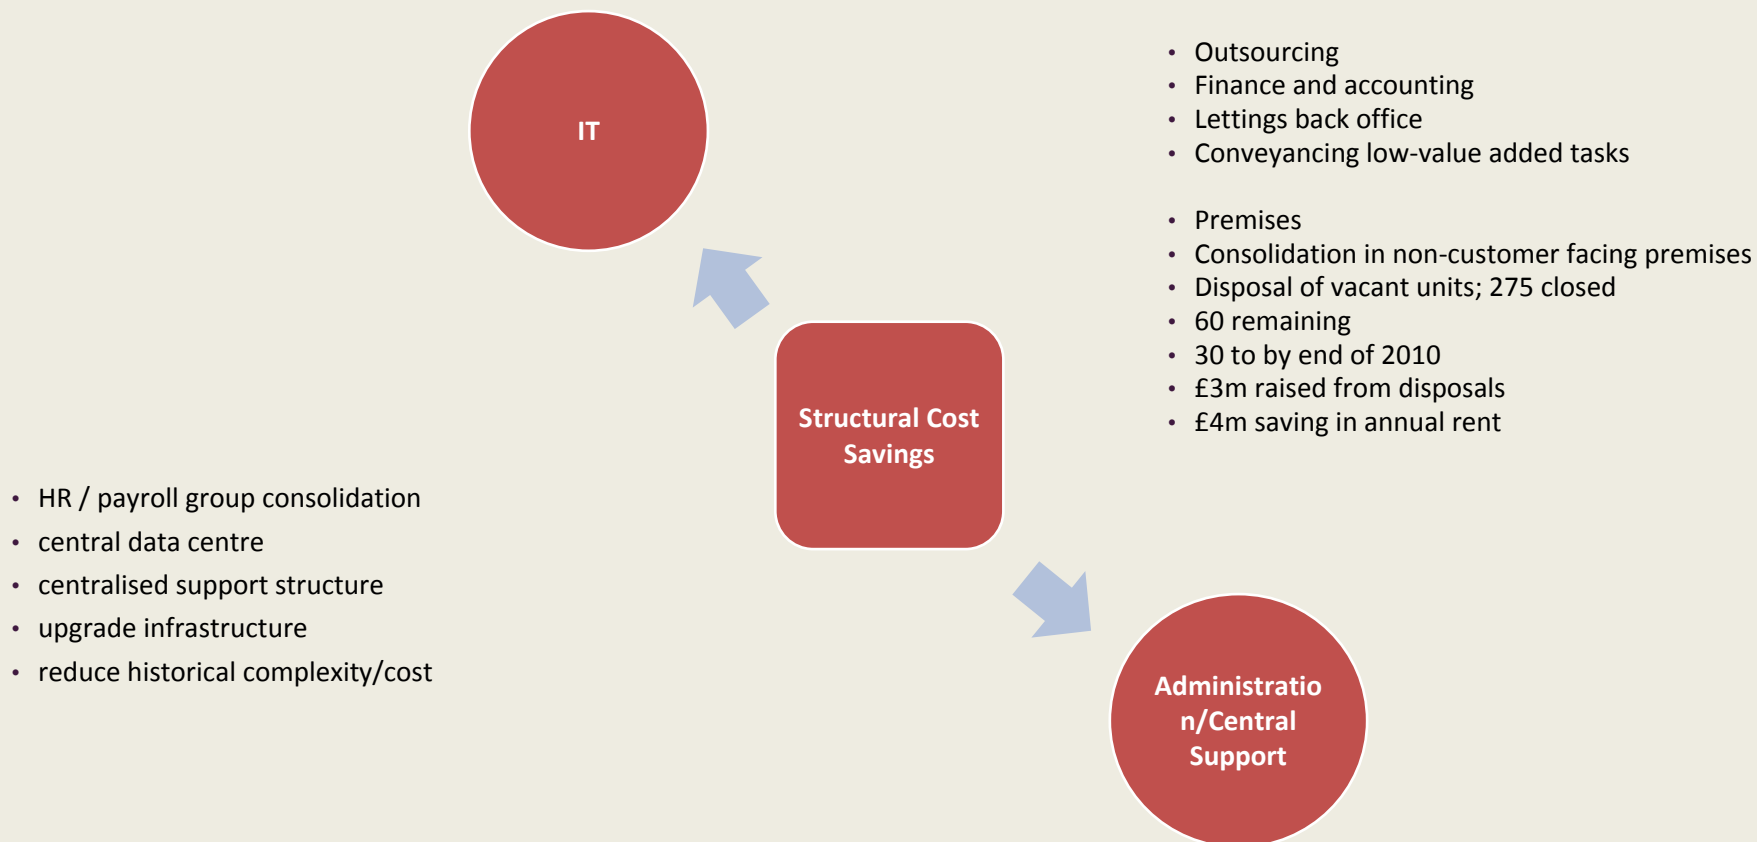 IT
• Outsourcing
• Finance and accounting
• Lettings back office
• Conveyancing low-value added tasks
• Premises
• Consolidation in non-customer facing premises
• Disposal of vacant units; 275 closed
• 60 remaining
• 30 to by end of 2010
• £3m raised from disposals
• £4m saving in annual rent
Structural Cost
Savings
• HR / payroll group consolidation
• central data centre
• centralised support structure
• upgrade infrastructure
• reduce historical complexity/cost
Administratio
n/Central
Support